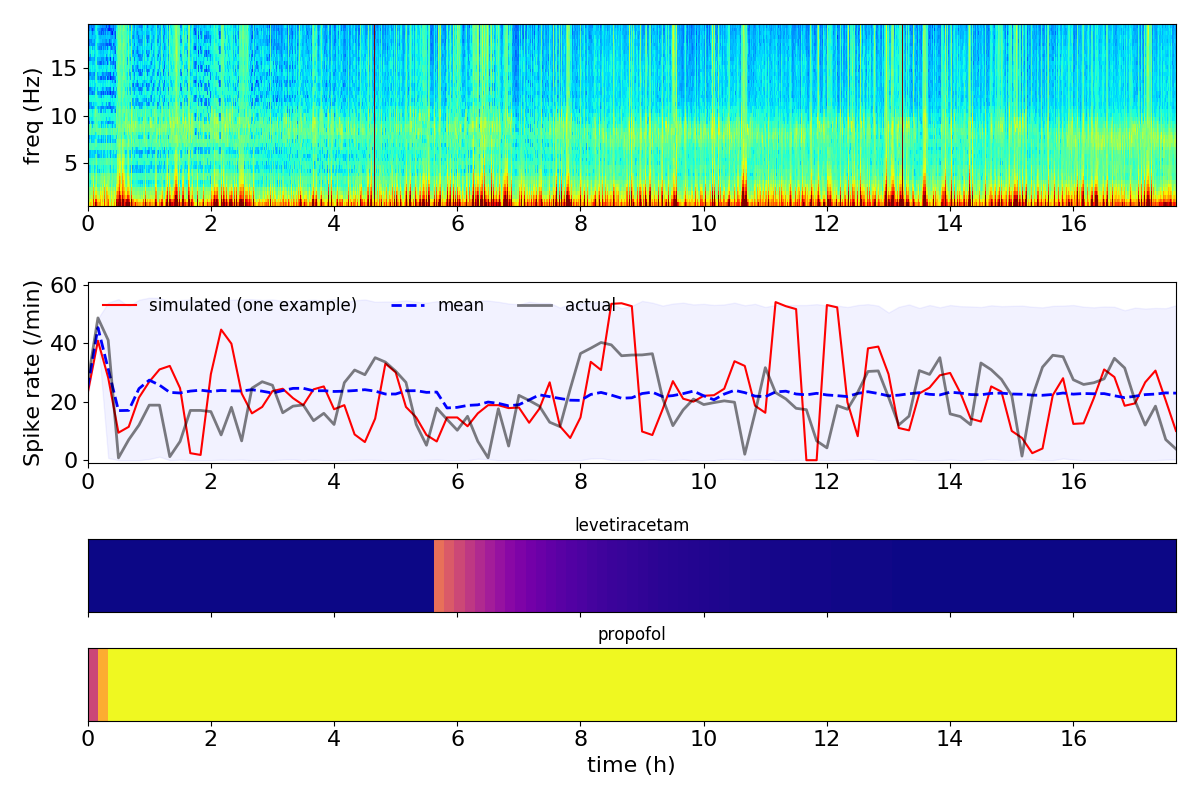 freq (Hz)
15
10
5
0 2 4 6 8 10 12 14 16
Spike rate (/min)
60
40
20
0
simulated (one example) mean actual
0 2 4 6 8 10 12 14 16
levetiracetam
propofol
0 2 4 6 8 10 12 14 16
time (h)